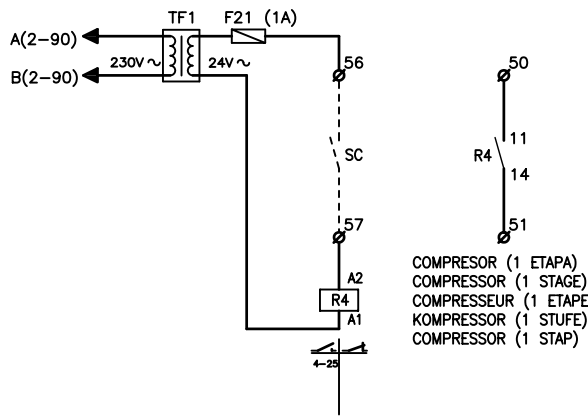 TF1 F21 (1A)
A(2-90)
230V~ 24V~
B(2-90)
56 50
SC
R4 11
14
57 51
A2
R4
A1
COMPRESOR (1 ETAPA)
COMPRESSOR (1 STAGE)
COMPRESSEUR (1 ETAPE
KOMPRESSOR (1 STUFE)
COMPRESSOR (1 STAP)
4-25